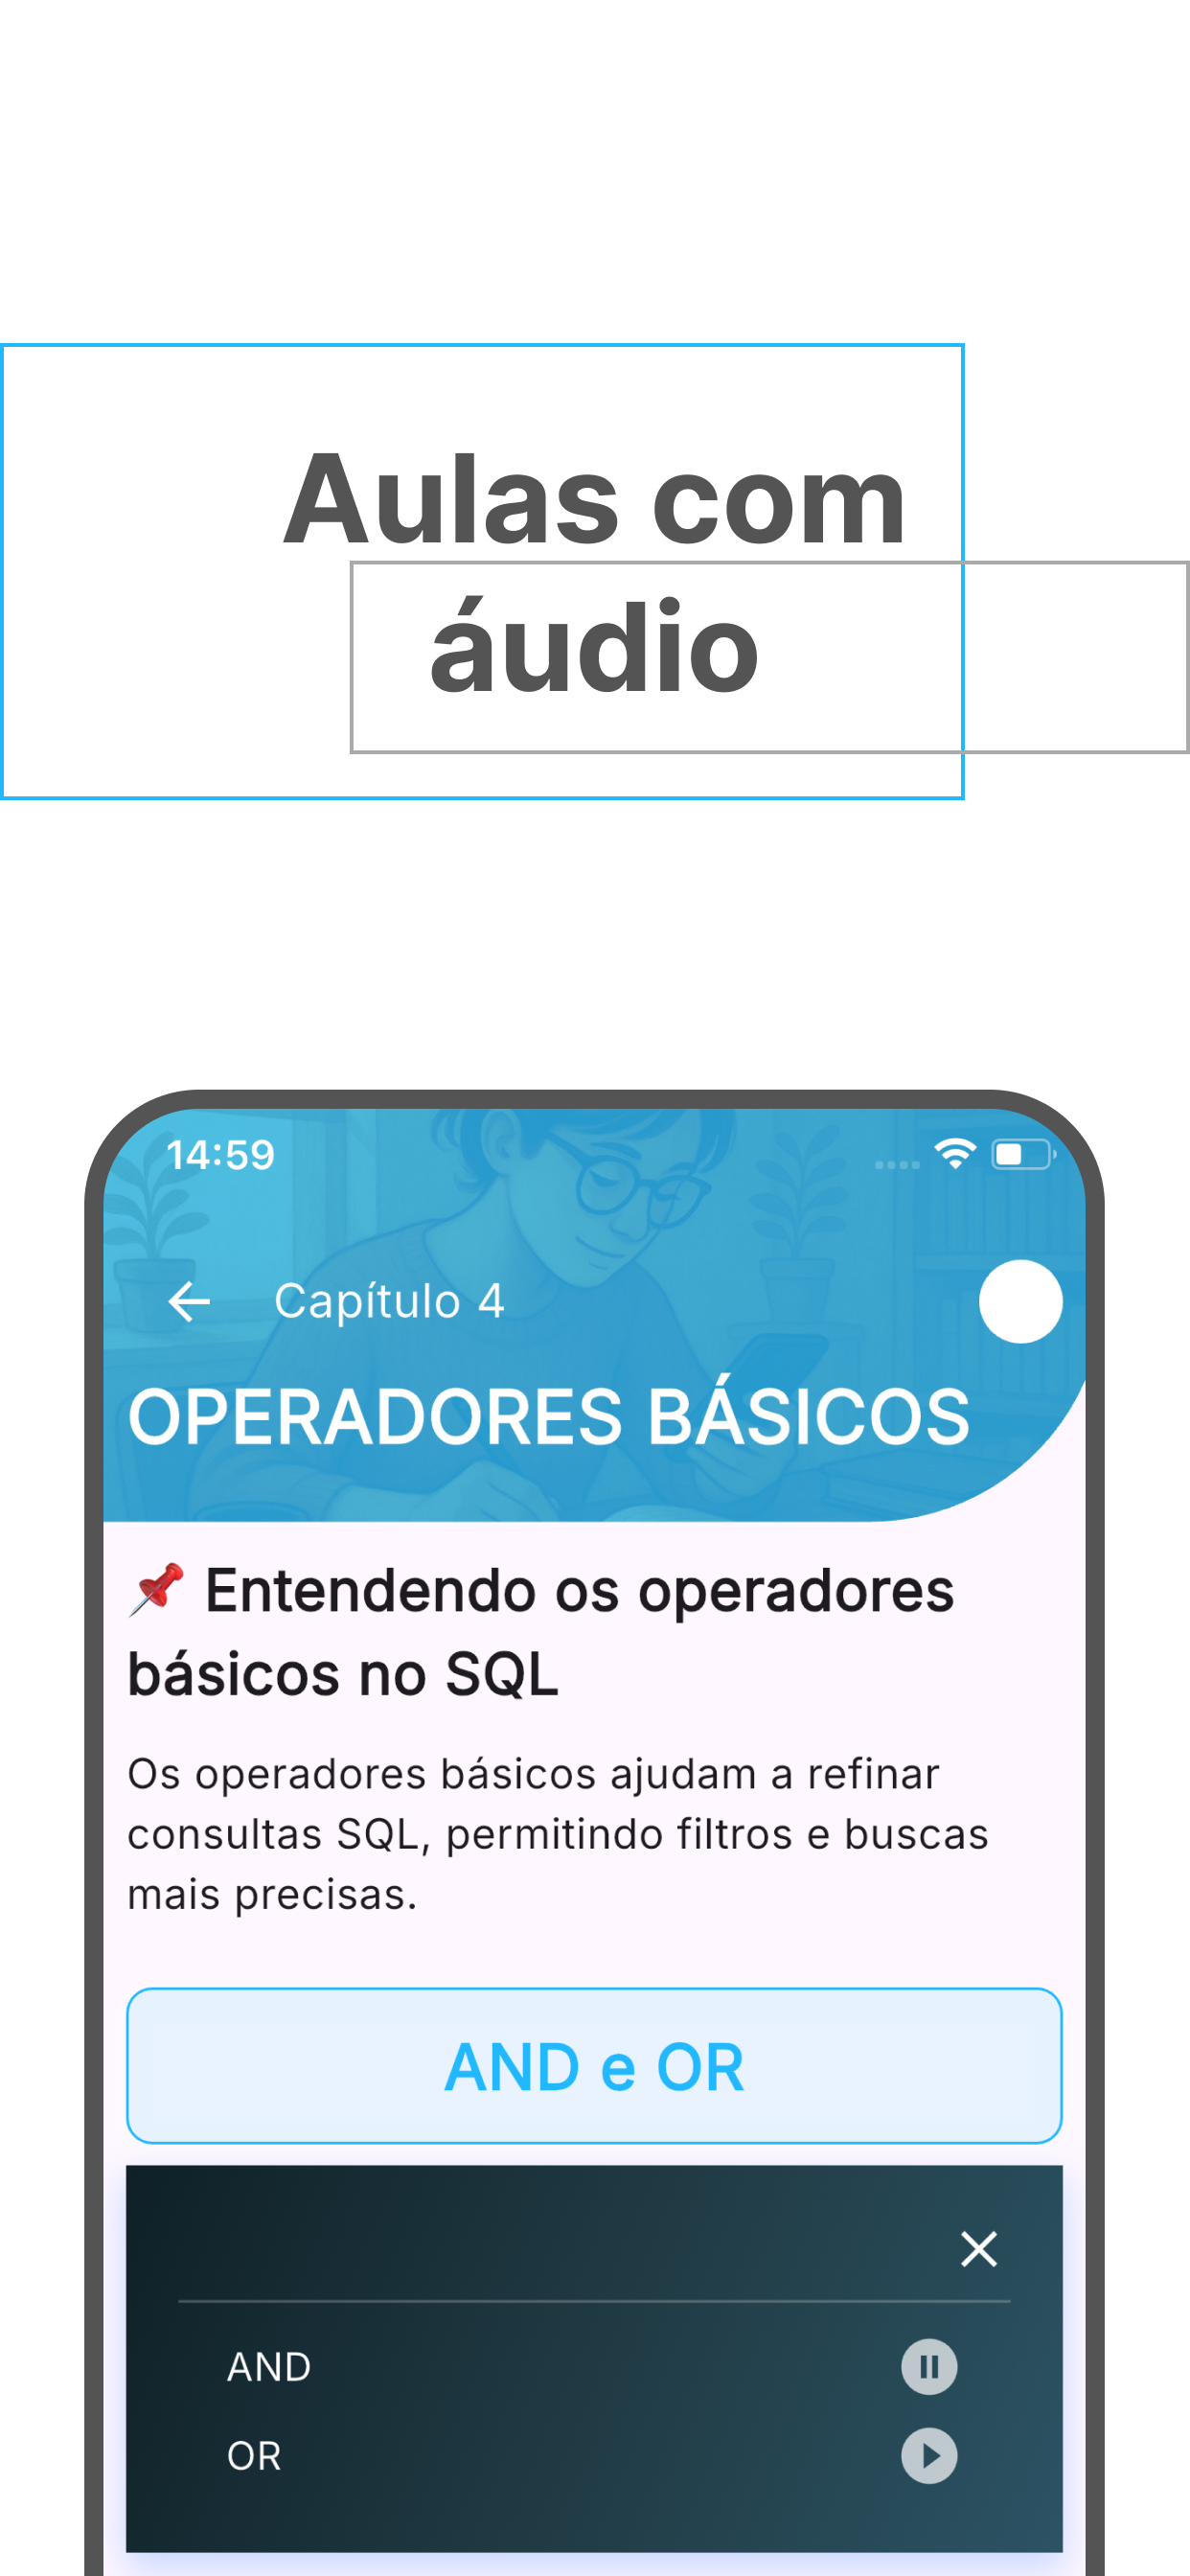 Aulas com
áudio
14:59
Capítulo 4
OPERADORES BÁSICOS
📌 Entendendo os operadores
básicos no SQL
Os operadores básicos ajudam a refinar
consultas SQL, permitindo filtros e buscas
mais precisas.
AND e OR
AND
OR